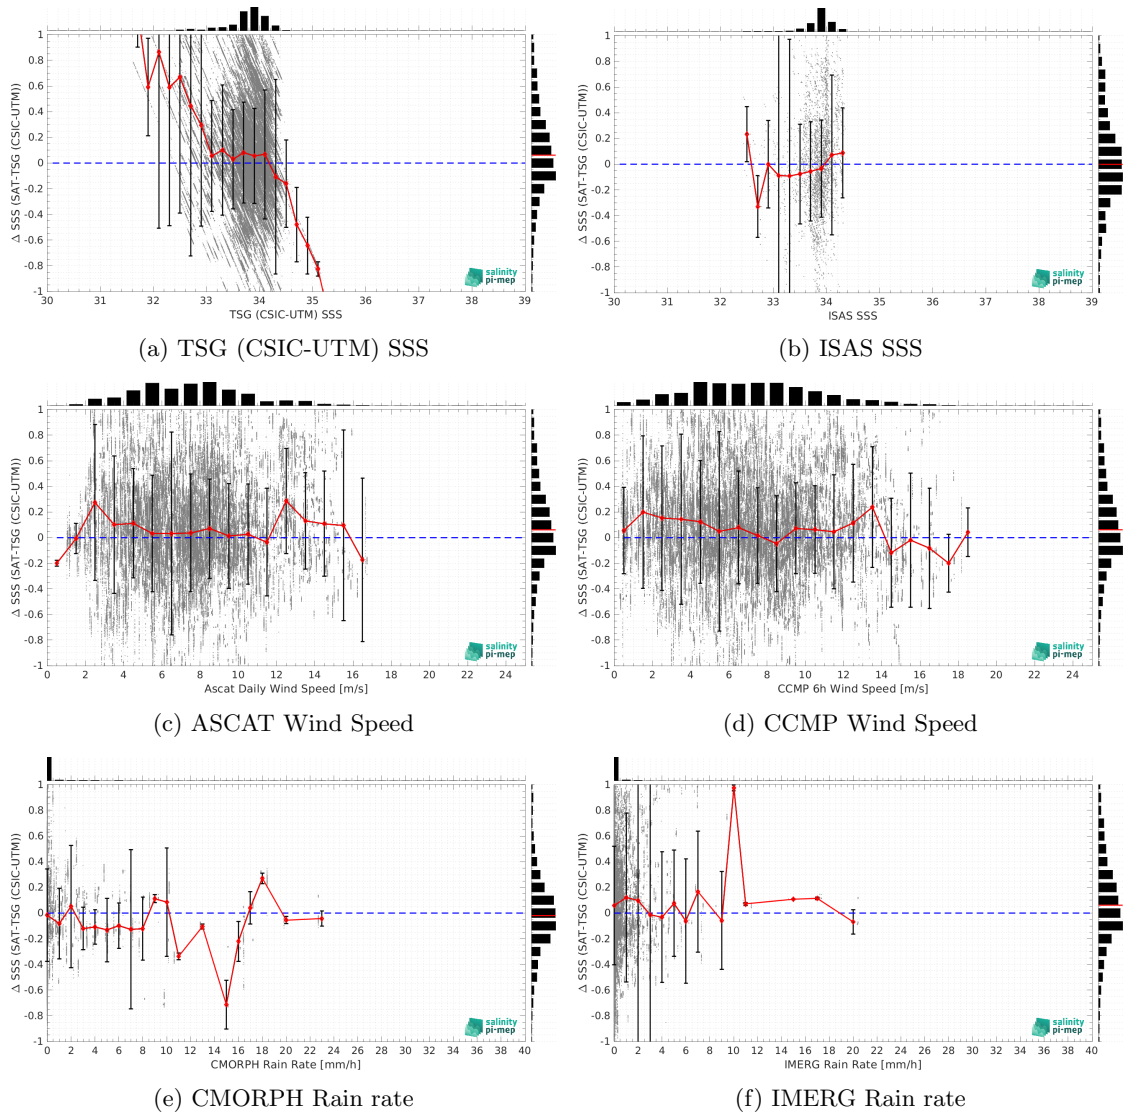 Δ SSS (SAT-TSG (CSIC-UTM))
1
0.8
0.6
0.4
0.2
0
-0.2
-0.4
-0.6
-0.8
-1
30 31 32 33 34 35 36 37 38 39
TSG (CSIC-UTM) SSS
salinity
pi-mep
(a) TSG (CSIC-UTM) SSS
Δ SSS (SAT-TSG (CSIC-UTM))
1
0.8
0.6
0.4
0.2
0
-0.2
-0.4
-0.6
-0.8
-1
30 31 32 33 34 35 36 37 38 39
ISAS SSS
salinity
pi-mep
(b) ISAS SSS
Δ SSS (SAT-TSG (CSIC-UTM))
1
0.8
0.6
0.4
0.2
0
-0.2
-0.4
-0.6
-0.8
-1
0 2 4 6 8 10 12 14 16 18 20 22 24
Ascat Daily Wind Speed [m/s]
salinity
pi-mep
(c) ASCAT Wind Speed
Δ SSS (SAT-TSG (CSIC-UTM))
1
0.8
0.6
0.4
0.2
0
-0.2
-0.4
-0.6
-0.8
-1
0 2 4 6 8 10 12 14 16 18 20 22 24
CCMP 6h Wind Speed [m/s]
salinity
pi-mep
(d) CCMP Wind Speed
Δ SSS (SAT-TSG (CSIC-UTM))
1
0.8
0.6
0.4
0.2
0
-0.2
-0.4
-0.6
-0.8
-1
0 2 4 6 8 10 12 14 16 18 20 22 24 26 28 30 32 34 36 38 40
CMORPH Rain Rate [mm/h]
salinity
pi-mep
(e) CMORPH Rain rate
Δ SSS (SAT-TSG (CSIC-UTM))
1
0.8
0.6
0.4
0.2
0
-0.2
-0.4
-0.6
-0.8
-1
0 2 4 6 8 10 12 14 16 18 20 22 24 26 28 30 32 34 36 38 40
IMERG Rain Rate [mm/h]
salinity
pi-mep
(f) IMERG Rain rate